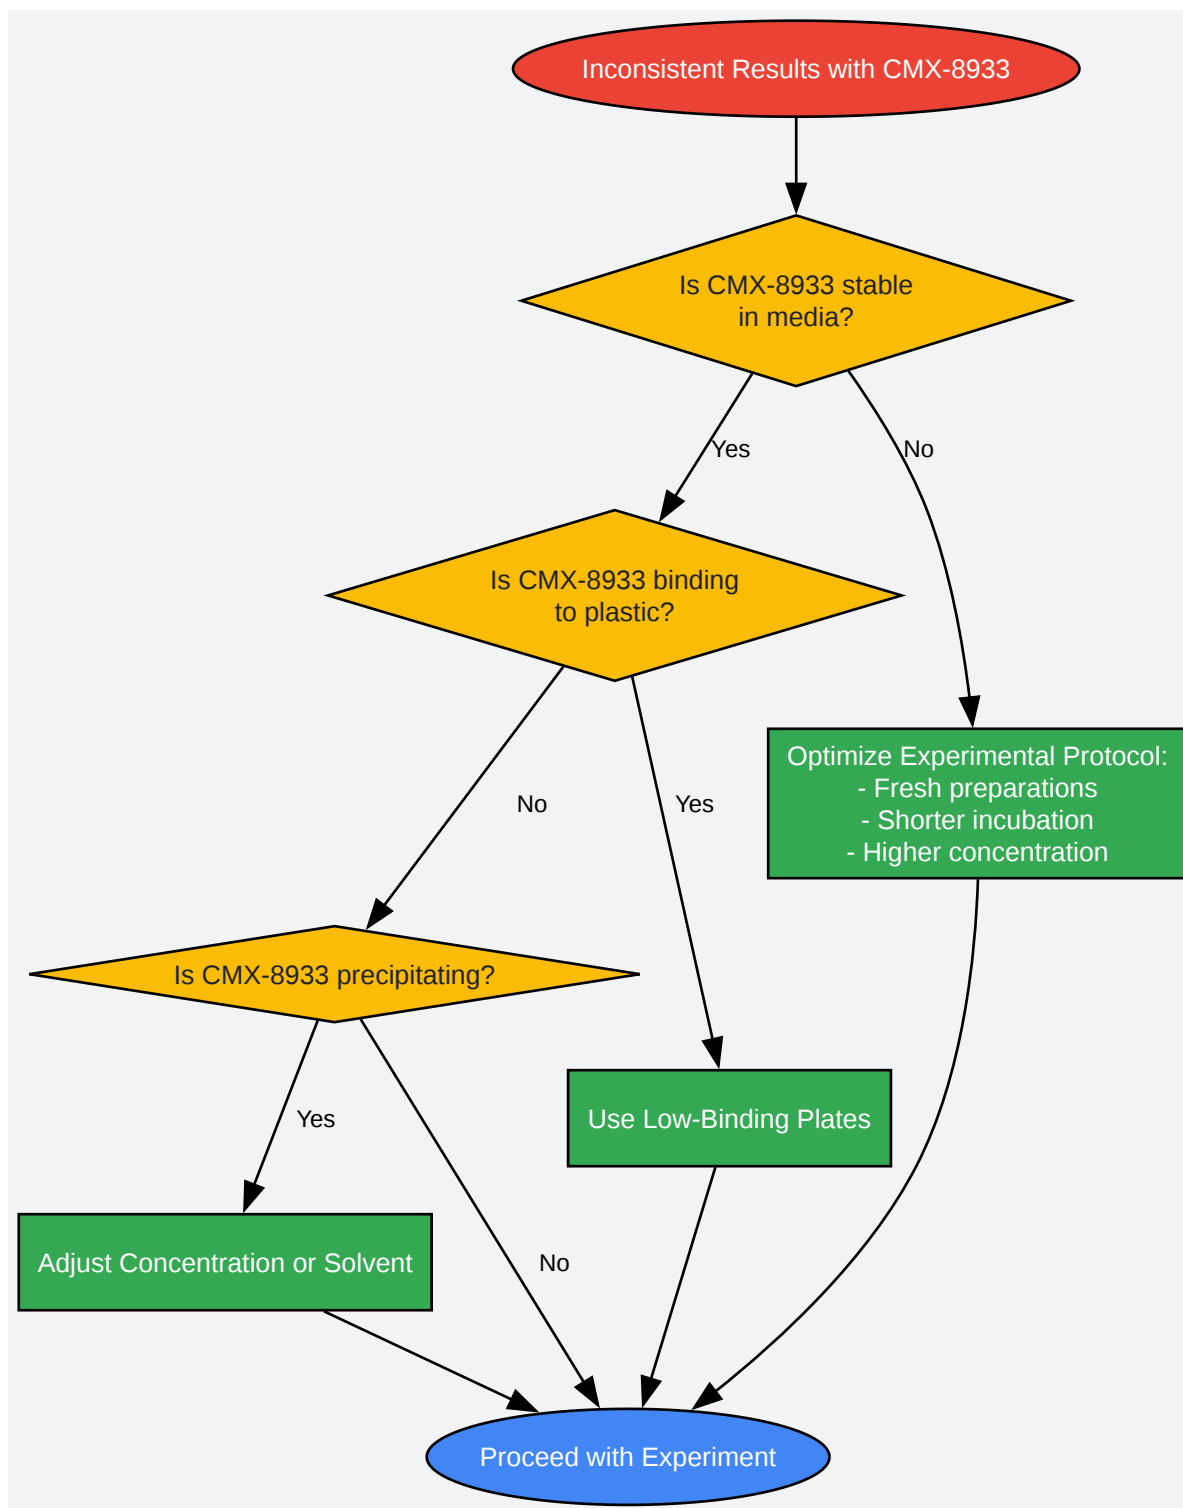 Inconsistent Results with CMX-8933
Is CMX-8933 stable
in media?
Yes
No
Is CMX-8933 binding
to plastic?
Optimize Experimental Protocol:
- Fresh preparations
- Shorter incubation
- Higher concentration
No
Yes
Is CMX-8933 precipitating?
Use Low-Binding Plates
Yes
Adjust Concentration or Solvent
No
Proceed with Experiment